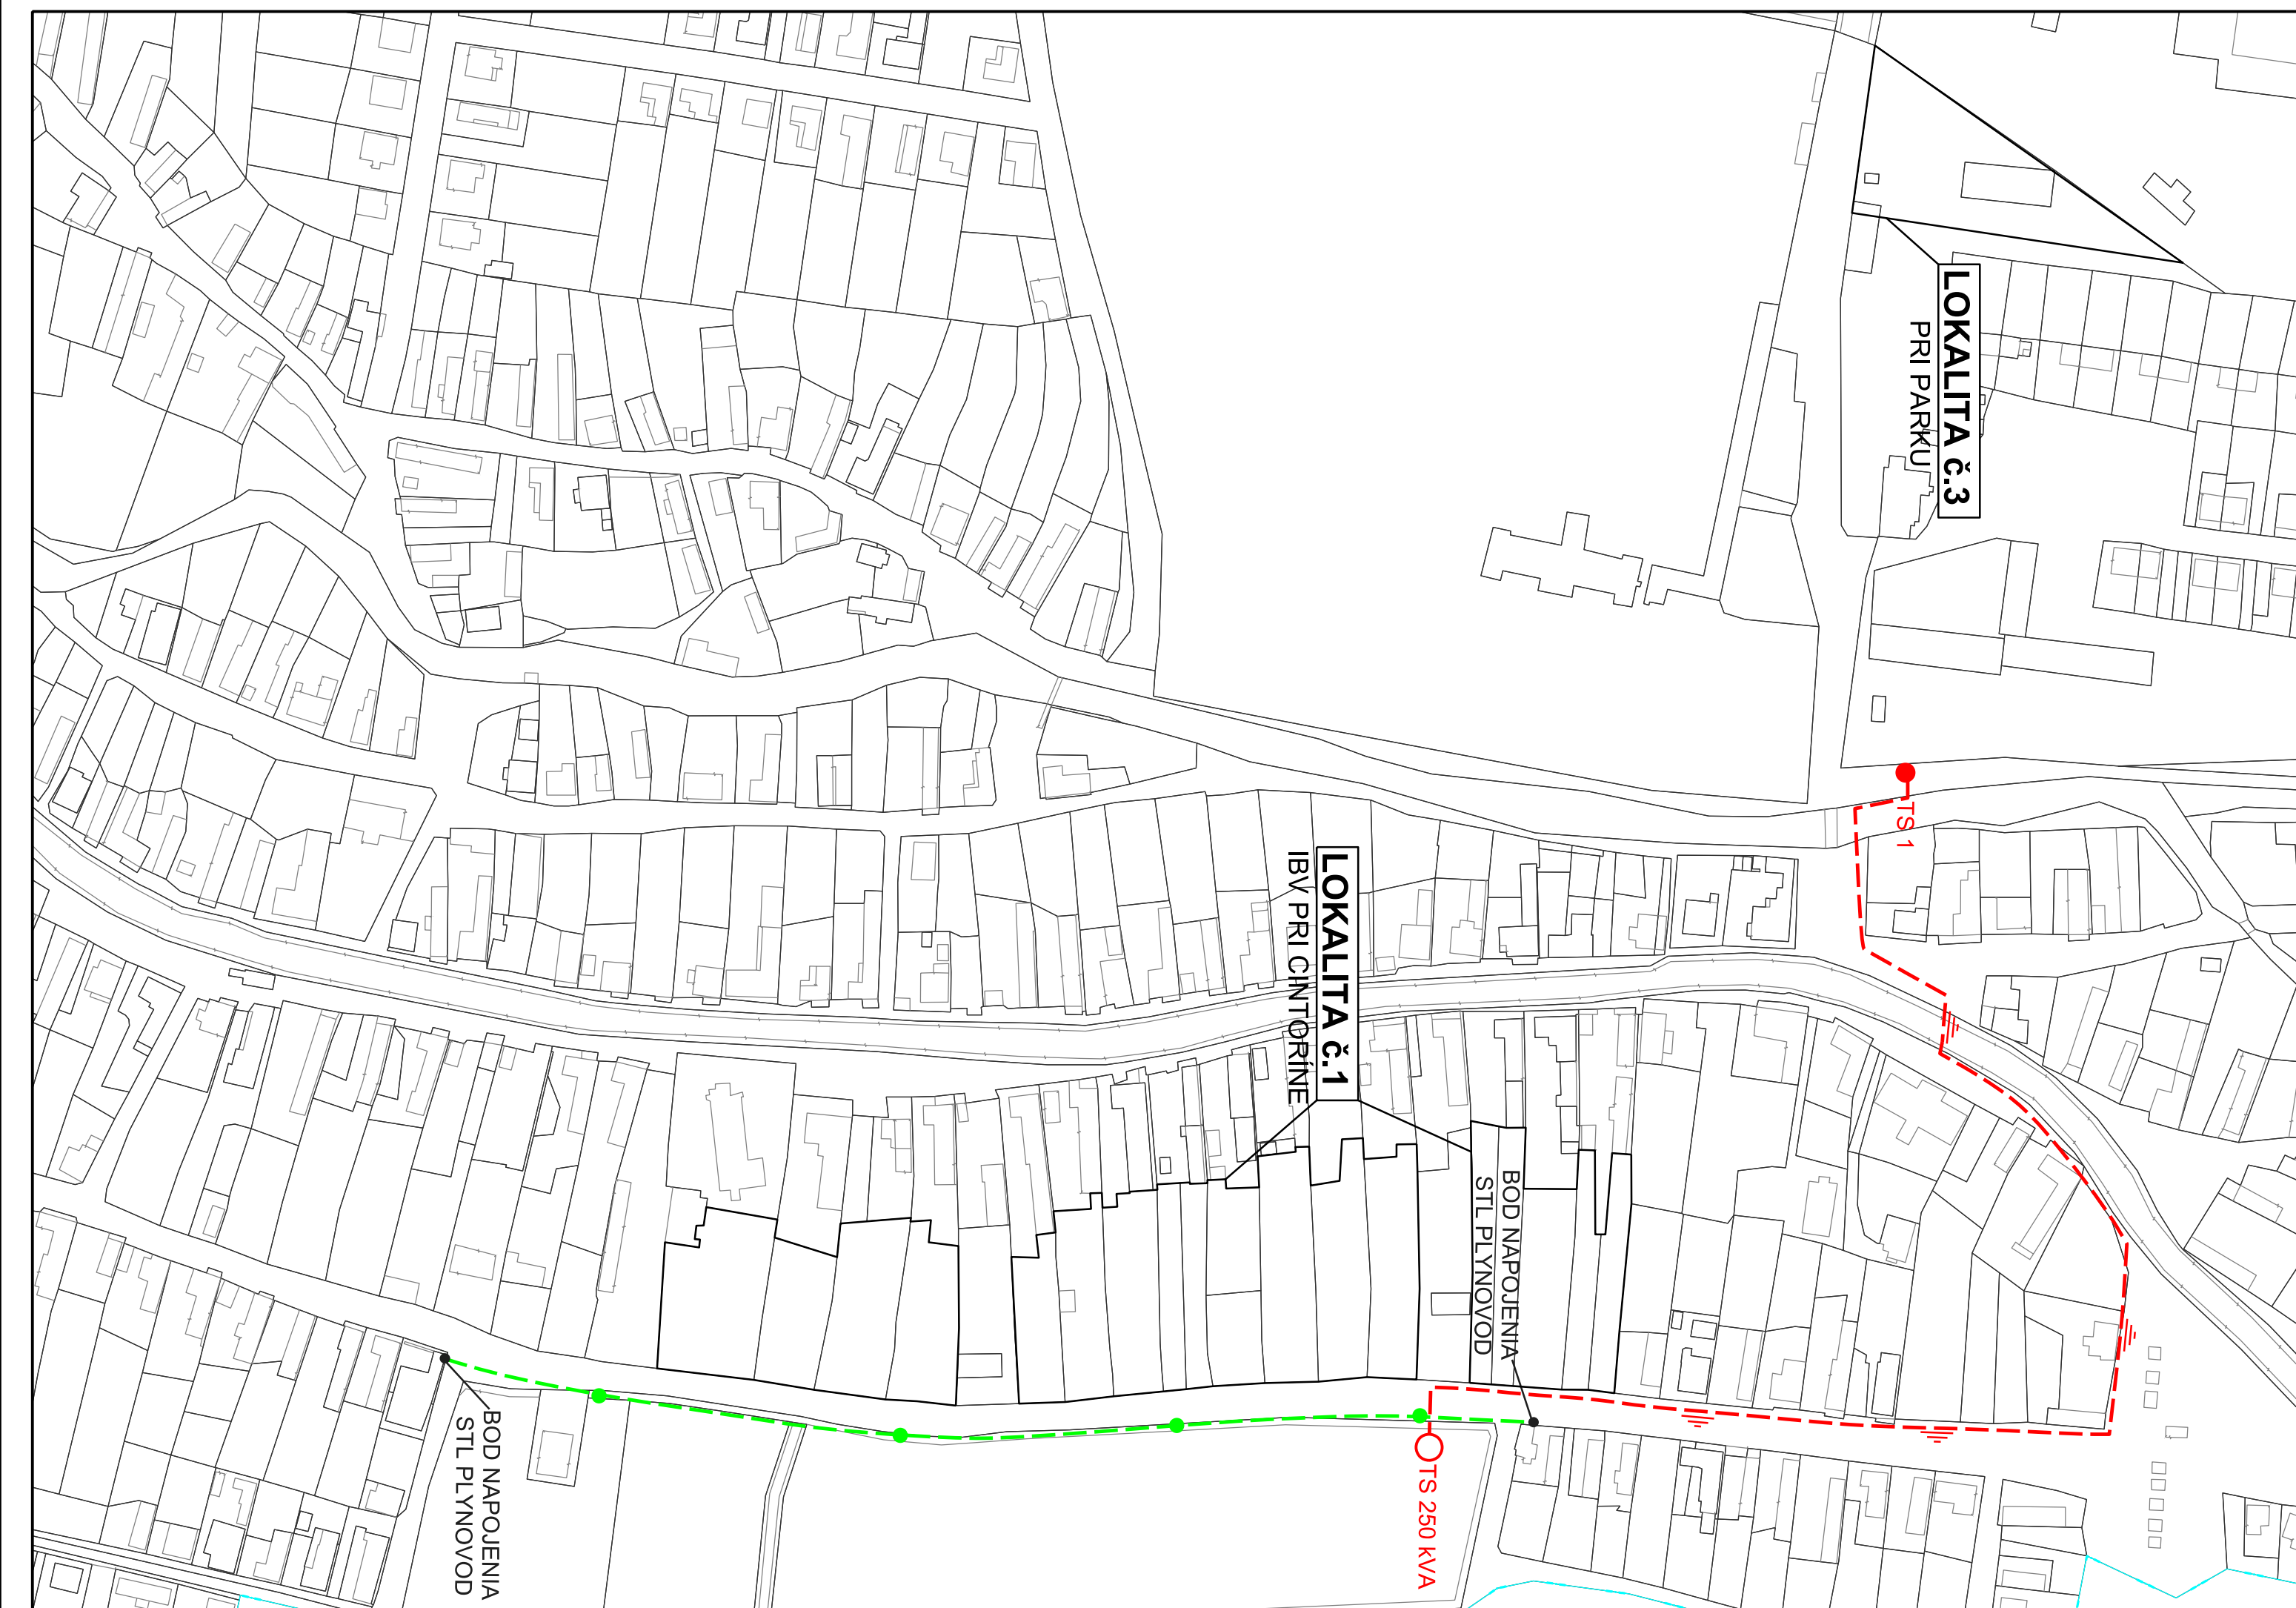 LOKALITA č.3
PRI PARKU
TS 1
LOKALITA č.1
IBV PRI CINTORÍNE
BOD NAPOJENIA
STL PLYNOVOD
TS 250 kVA
BOD NAPOJENIA
STL PLYNOVOD